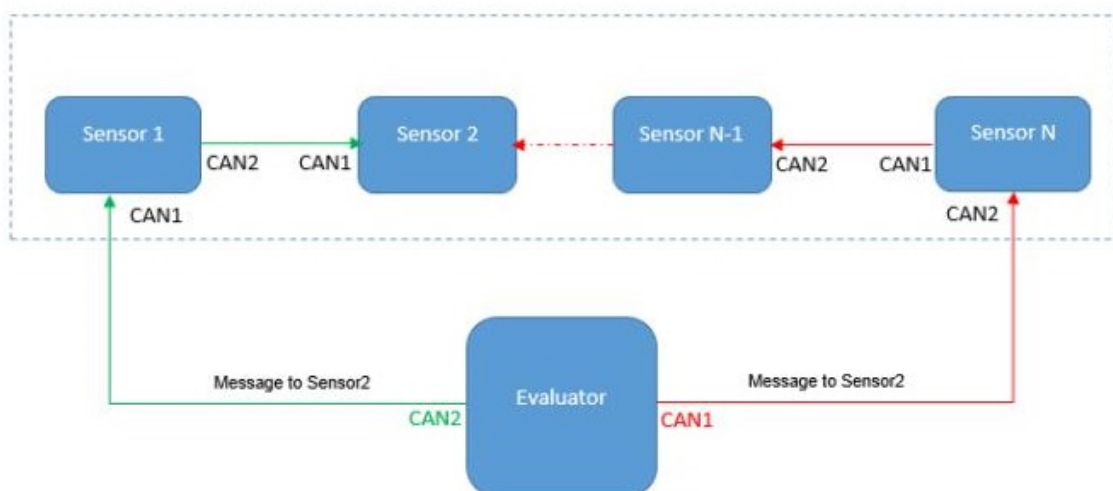 Sensor 1
Sensor 2
Sensor N-1
Sensor N
CAN2
CAN1
CAN2
CAN1
CAN1
CAN2
Message to Sensor2
Message to Sensor2
Evaluator
CAN2
CAN1